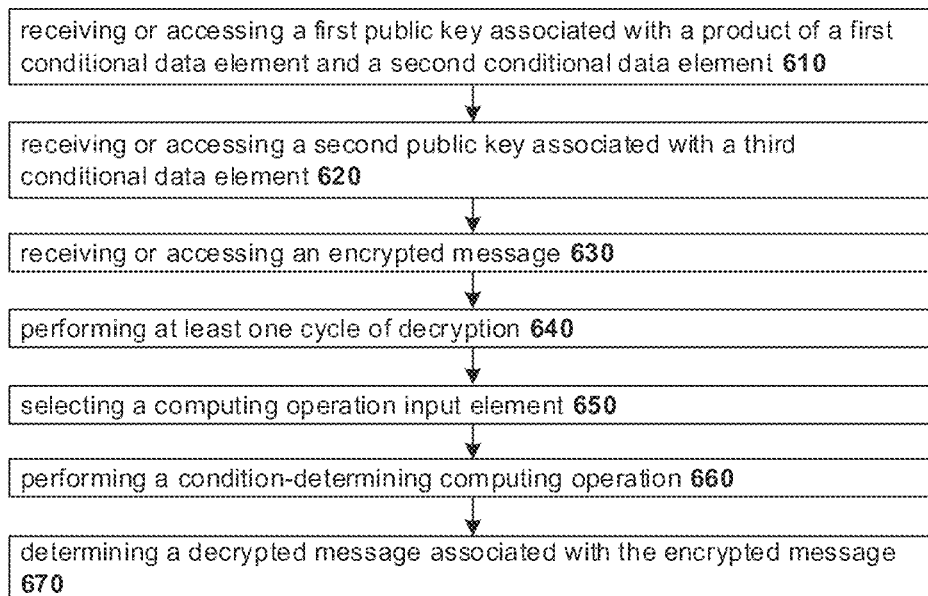 receiving or accessing a first public key associated with a product of a first
conditional data element and a second conditional data element 610
receiving or accessing a second public key associated with a third
conditional data element 620
receiving or accessing an encrypted message 630
performing at least one cycle of decryption 640
selecting a computing operation input element 650
performing a condition-determining computing operation 660
determining a decrypted message associated with the encrypted message
670